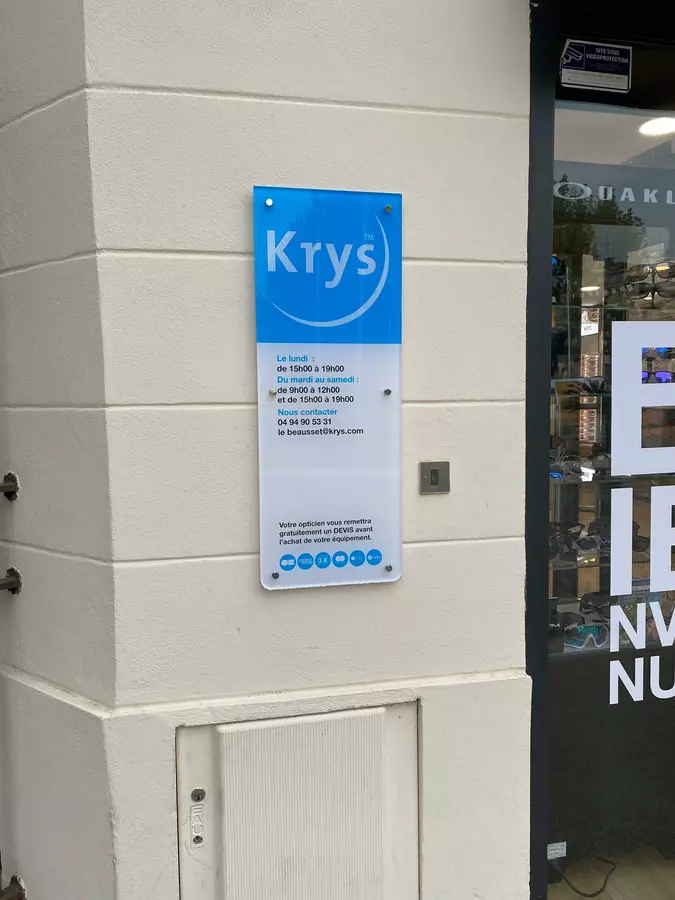 Krys
TM
Le lundi :
de 15h00 à 19h00
Du mardi au samedi :
de 9h00 à 12h00
et de 15h00 à 19h00
Nous contacter
04 94 90 53 31
le beausset@krys.com
Votre opticien vous remettra
gratuitement un DEVIS avant
l'achat de votre équipement.
3X
SITE SOUS
VIDÉOPROTECTION
OAKL
E
IE
NV
NU
EAU